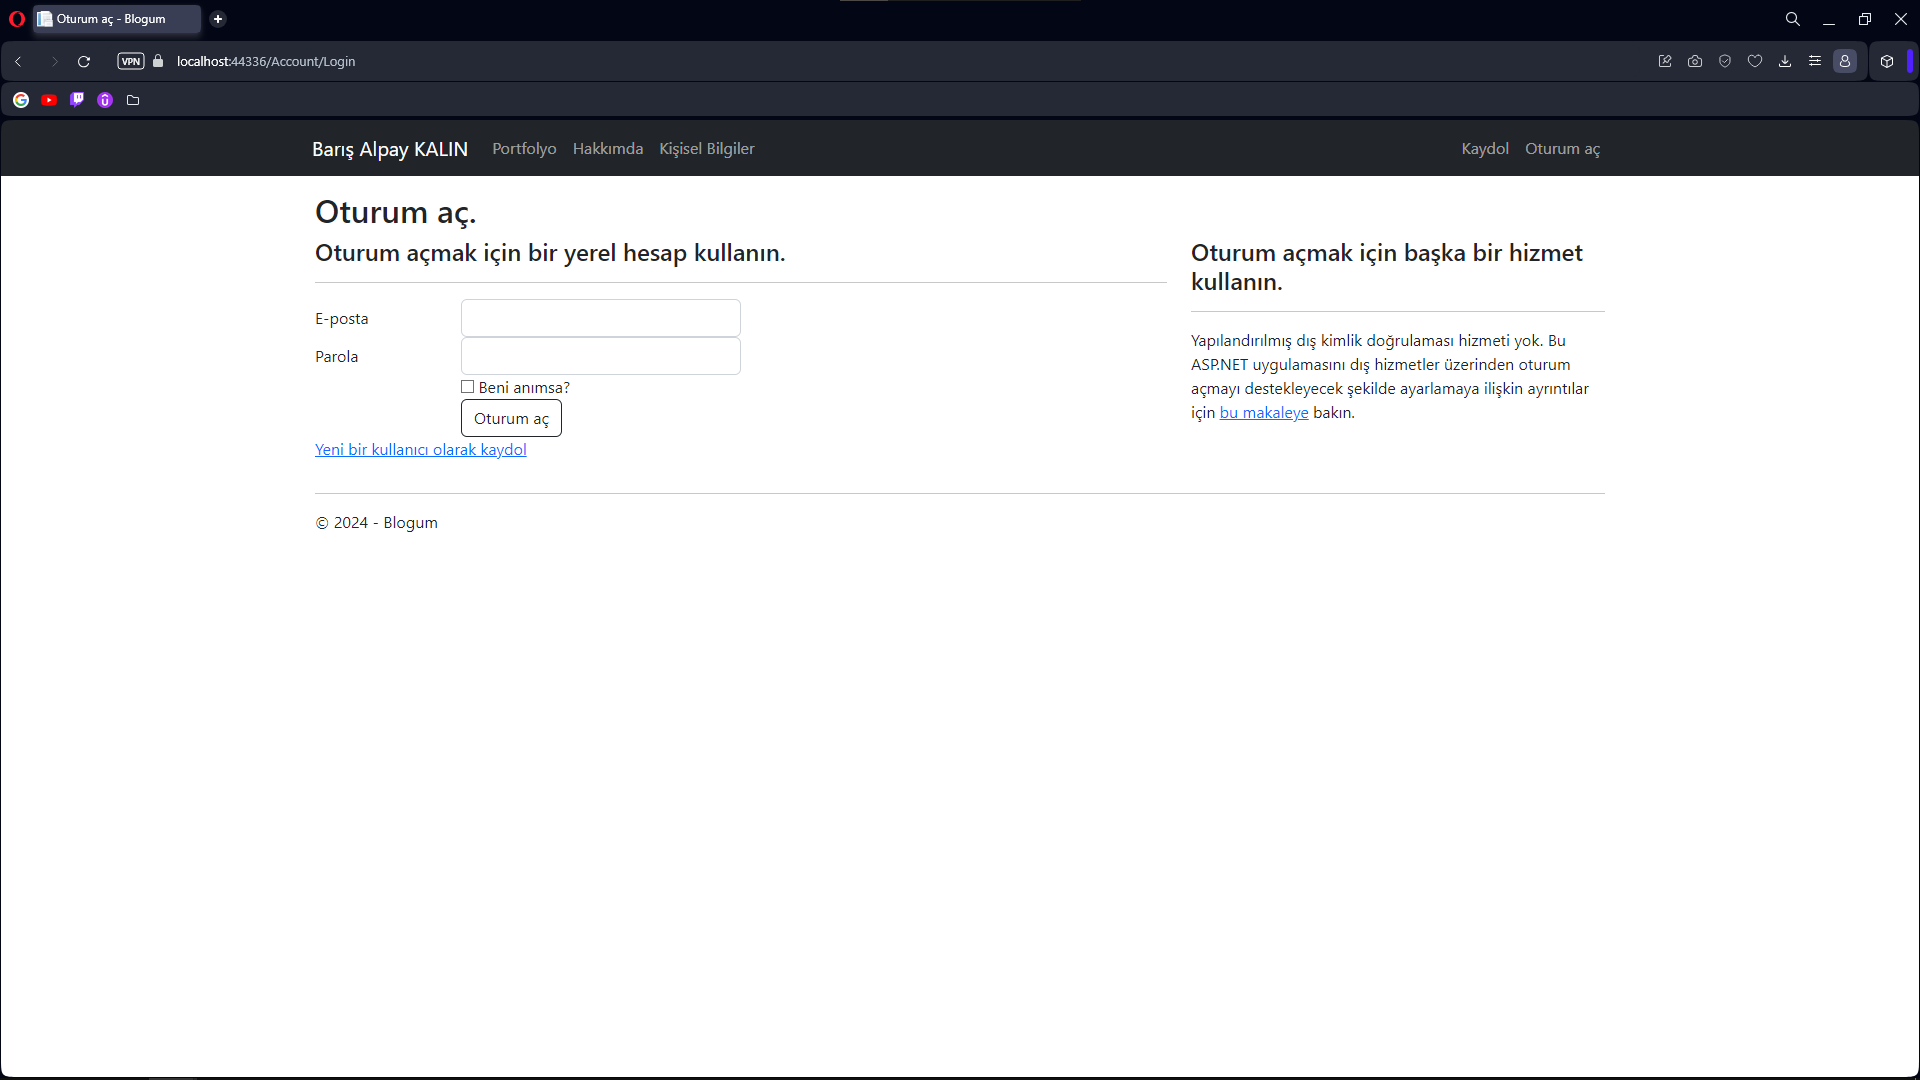 Oturum aç - Blogum
VPN
localhost:44336/Account/Login
Barış Alpay KALIN
Portfolyo
Hakkımda
Kişisel Bilgiler
Kaydol
Oturum aç
Oturum aç.
Oturum açmak için bir yerel hesap kullanın.
E-posta
Parola
Beni anımsa?
Oturum aç
Yeni bir kullanıcı olarak kaydol
Oturum açmak için başka bir hizmet
kullanın.
Yapılandırılmış dış kimlik doğrulaması hizmeti yok. Bu
ASP.NET uygulamasını dış hizmetler üzerinden oturum
açmayı destekleyecek şekilde ayarlamaya ilişkin ayrıntılar
için bu makaleye bakın.
© 2024 - Blogum